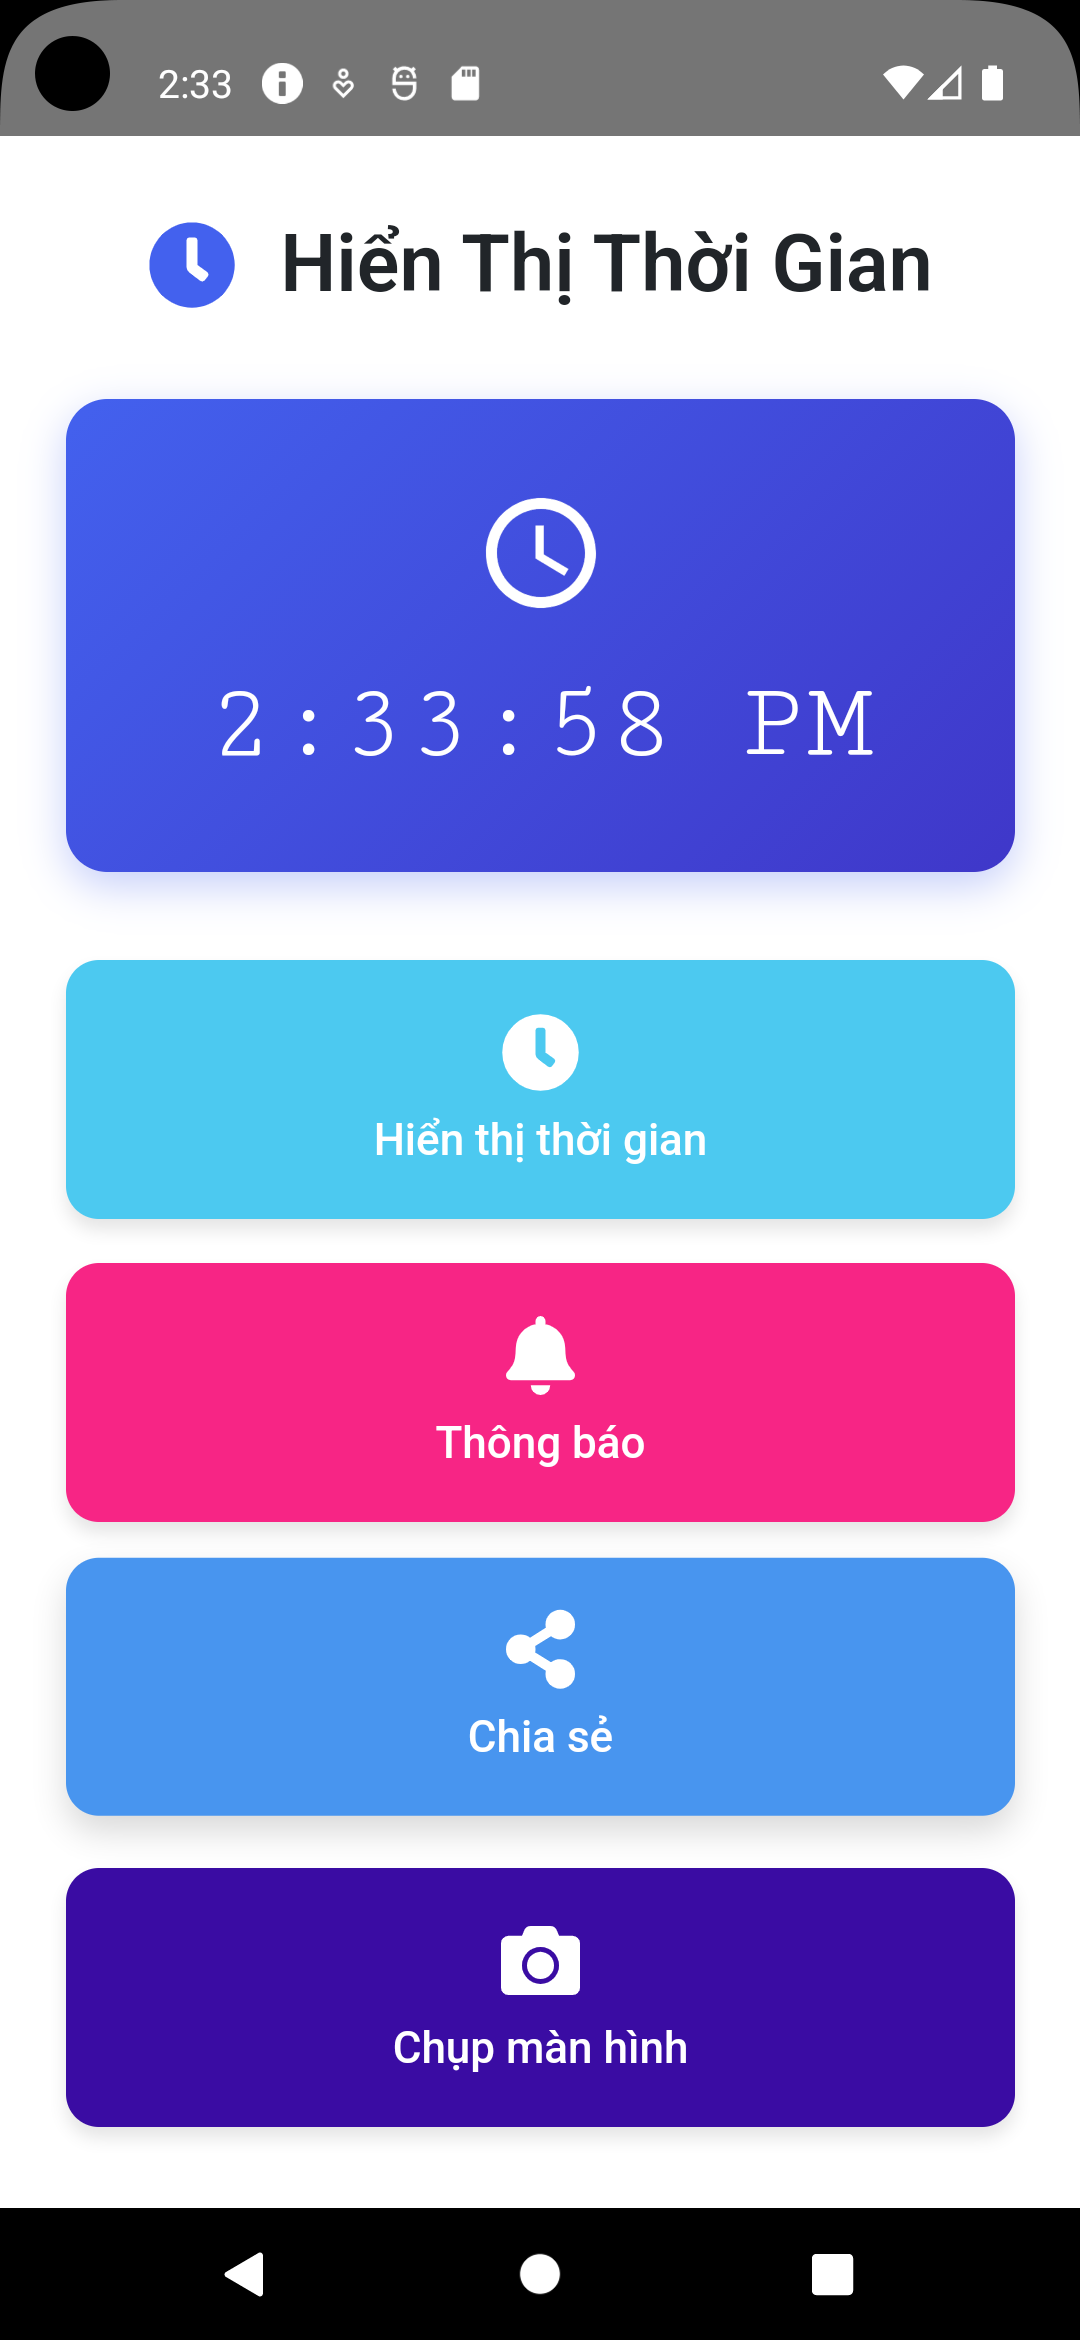 2:33
Hiển Thị Thời Gian
2:33:58 PM
Hiển thị thời gian
Thông báo
Chia sẻ
Chụp màn hình